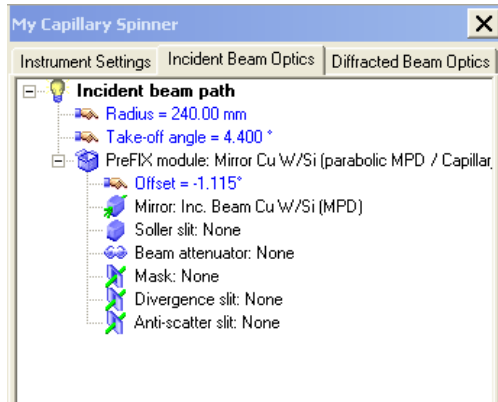 My Capillary Spinner
Instrument Settings Incident Beam Optics Diffracted Beam Optics
Incident beam path
Radius = 240.00 mm
Take-off angle = 4.400 °
PreFIX module: Mirror Cu W/Si (parabolic MPD / Capillar
Offset = -1.115°
Mirror: Inc. Beam Cu W/Si (MPD)
Soller slit: None
Beam attenuator: None
Mask: None
Divergence slit: None
Anti-scatter slit: None